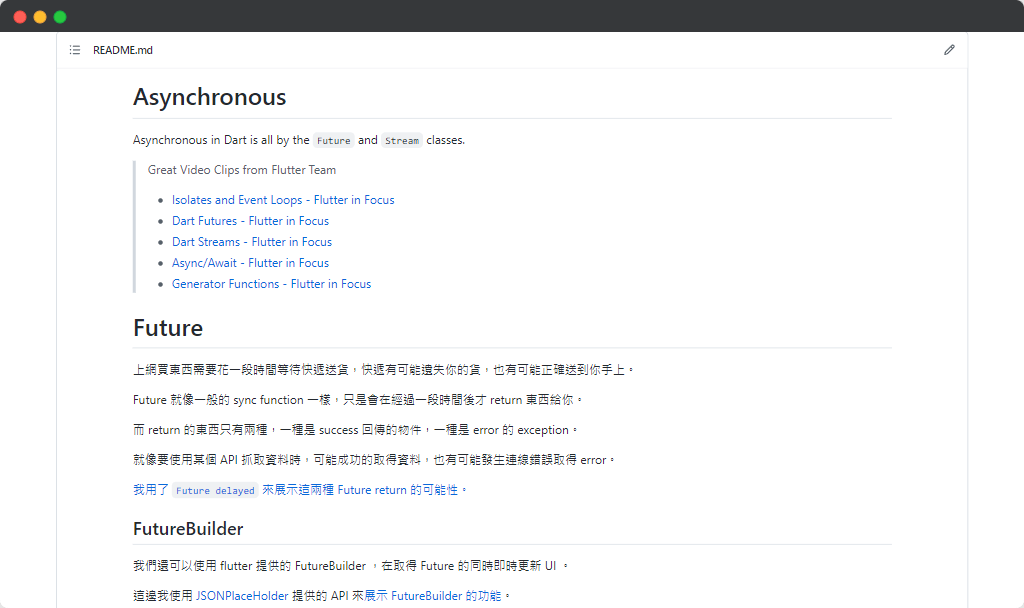 README.md
Asynchronous
Asynchronous in Dart is all by the Future and Stream classes.
Great Video Clips from Flutter Team
Isolates and Event Loops - Flutter in Focus
Dart Futures - Flutter in Focus
Dart Streams - Flutter in Focus
Async/Await - Flutter in Focus
Generator Functions - Flutter in Focus
Future
上網買東西需要花一段時間等待快遞送貨，快遞有可能遺失你的貨，也有可能正確送到你手上。
Future 就像一般的 sync function 一樣，只是會在經過一段時間後才 return 東西給你。
而 return 的東西只有兩種，一種是 success 回傳的物件，一種是 error 的 exception。
就像要使用某個 API 抓取資料時，可能成功的取得資料，也有可能發生連線錯誤取得 error。
我用了 Future delayed 來展示這兩種 Future return 的可能性。
FutureBuilder
我們還可以使用 flutter 提供的 FutureBuilder ，在取得 Future 的同時即時更新 UI 。
這邊我使用 JSONPlaceHolder 提供的 API 來展示 FutureBuilder 的功能。